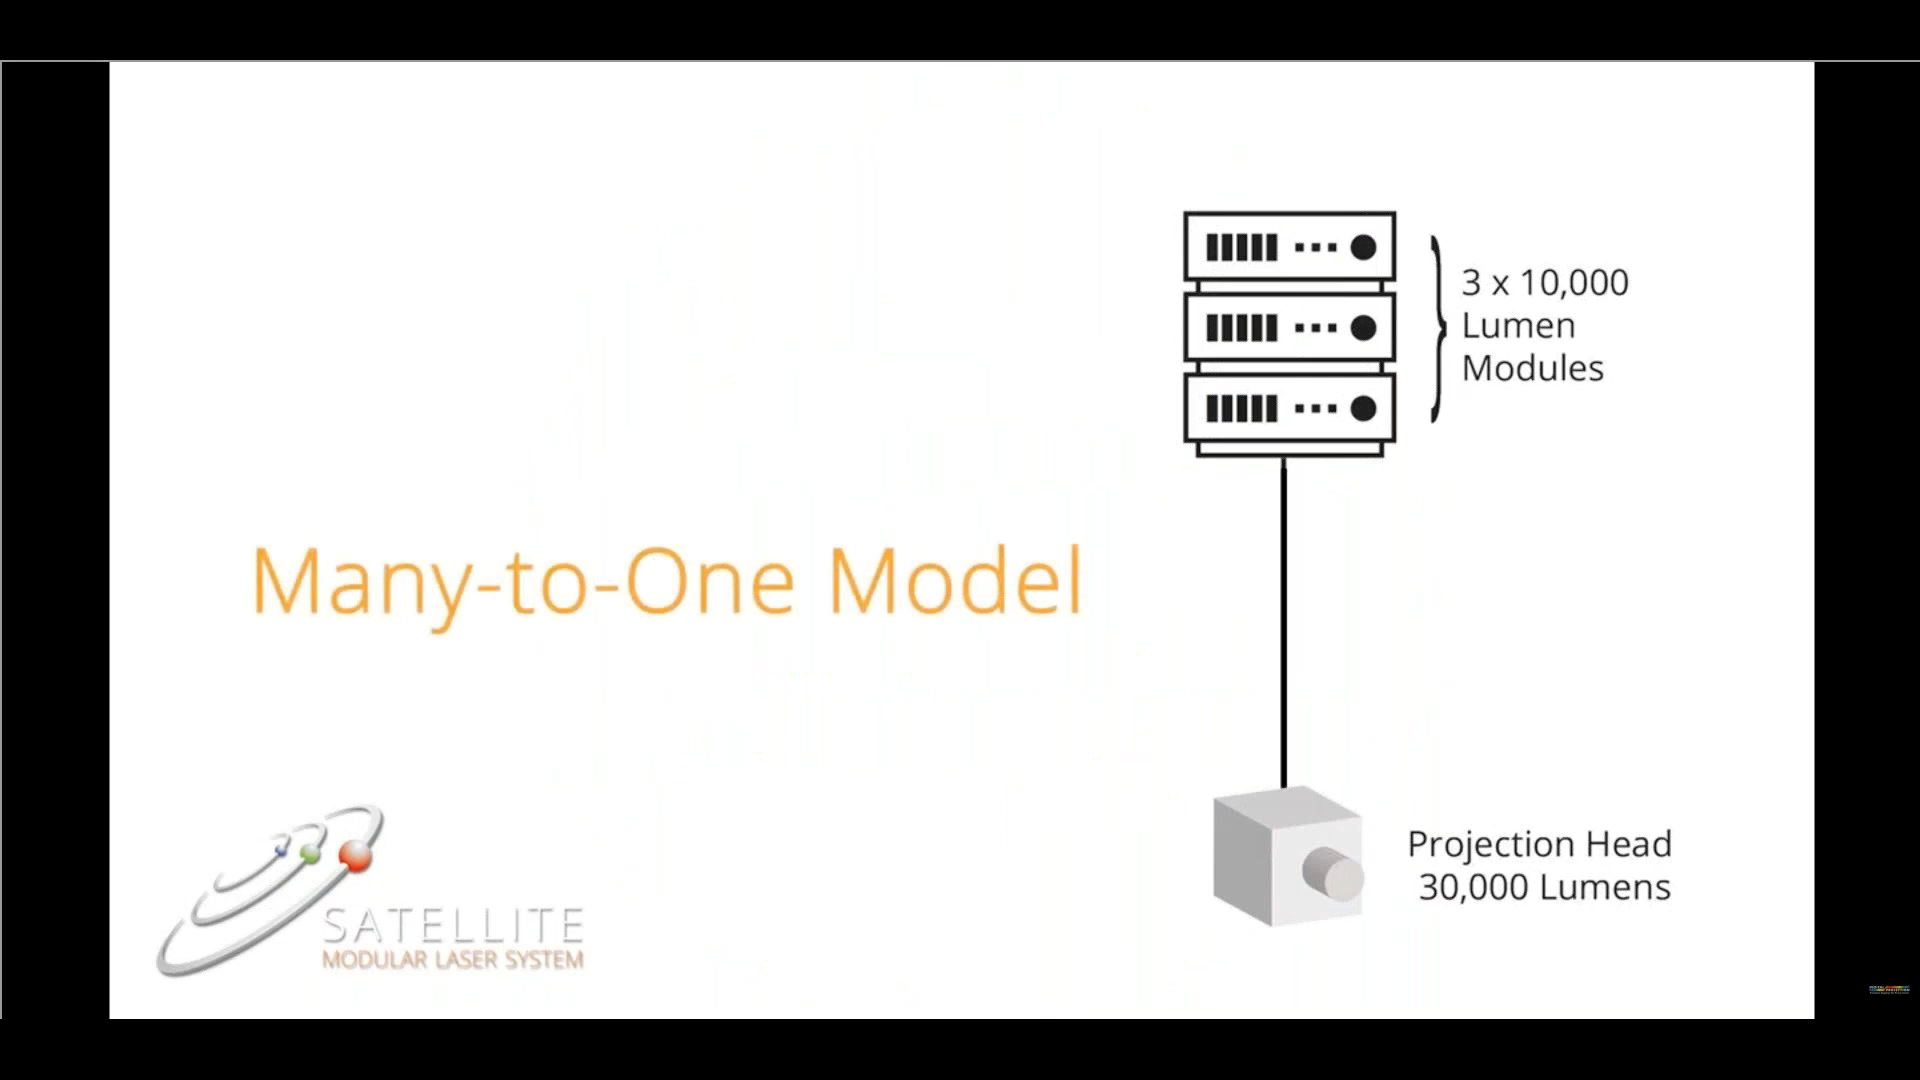 3 x 10,000
Lumen
Modules
Many-to-One Model
Projection Head
30,000 Lumens
SATELLITE
MODULAR LASER SYSTEM